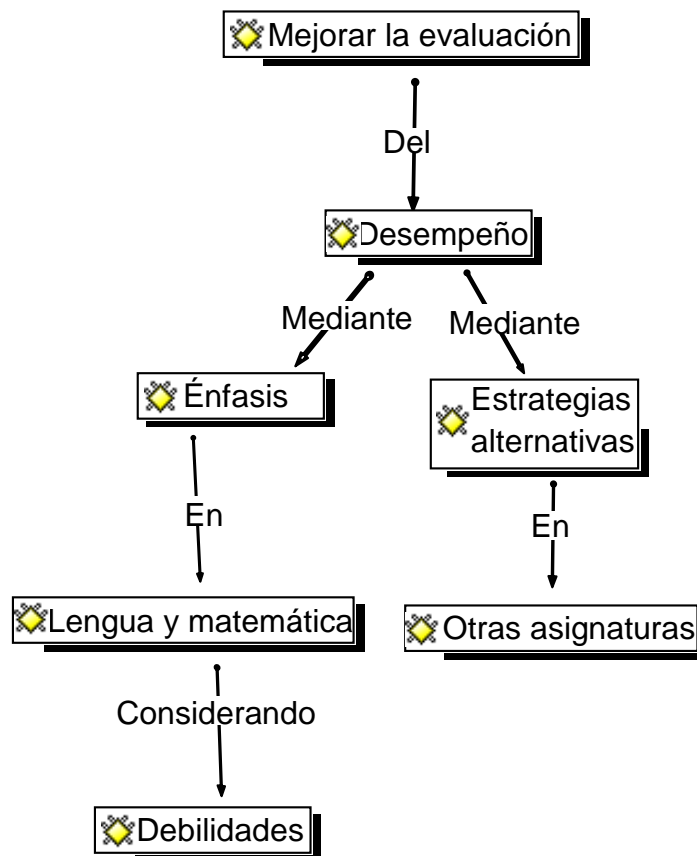 Mejorar la evaluación
Del
Desempeño
Mediante
Mediante
Énfasis
Estrategias
alternativas
En
En
Lengua y matemática
Otras asignaturas
Considerando
Debilidades